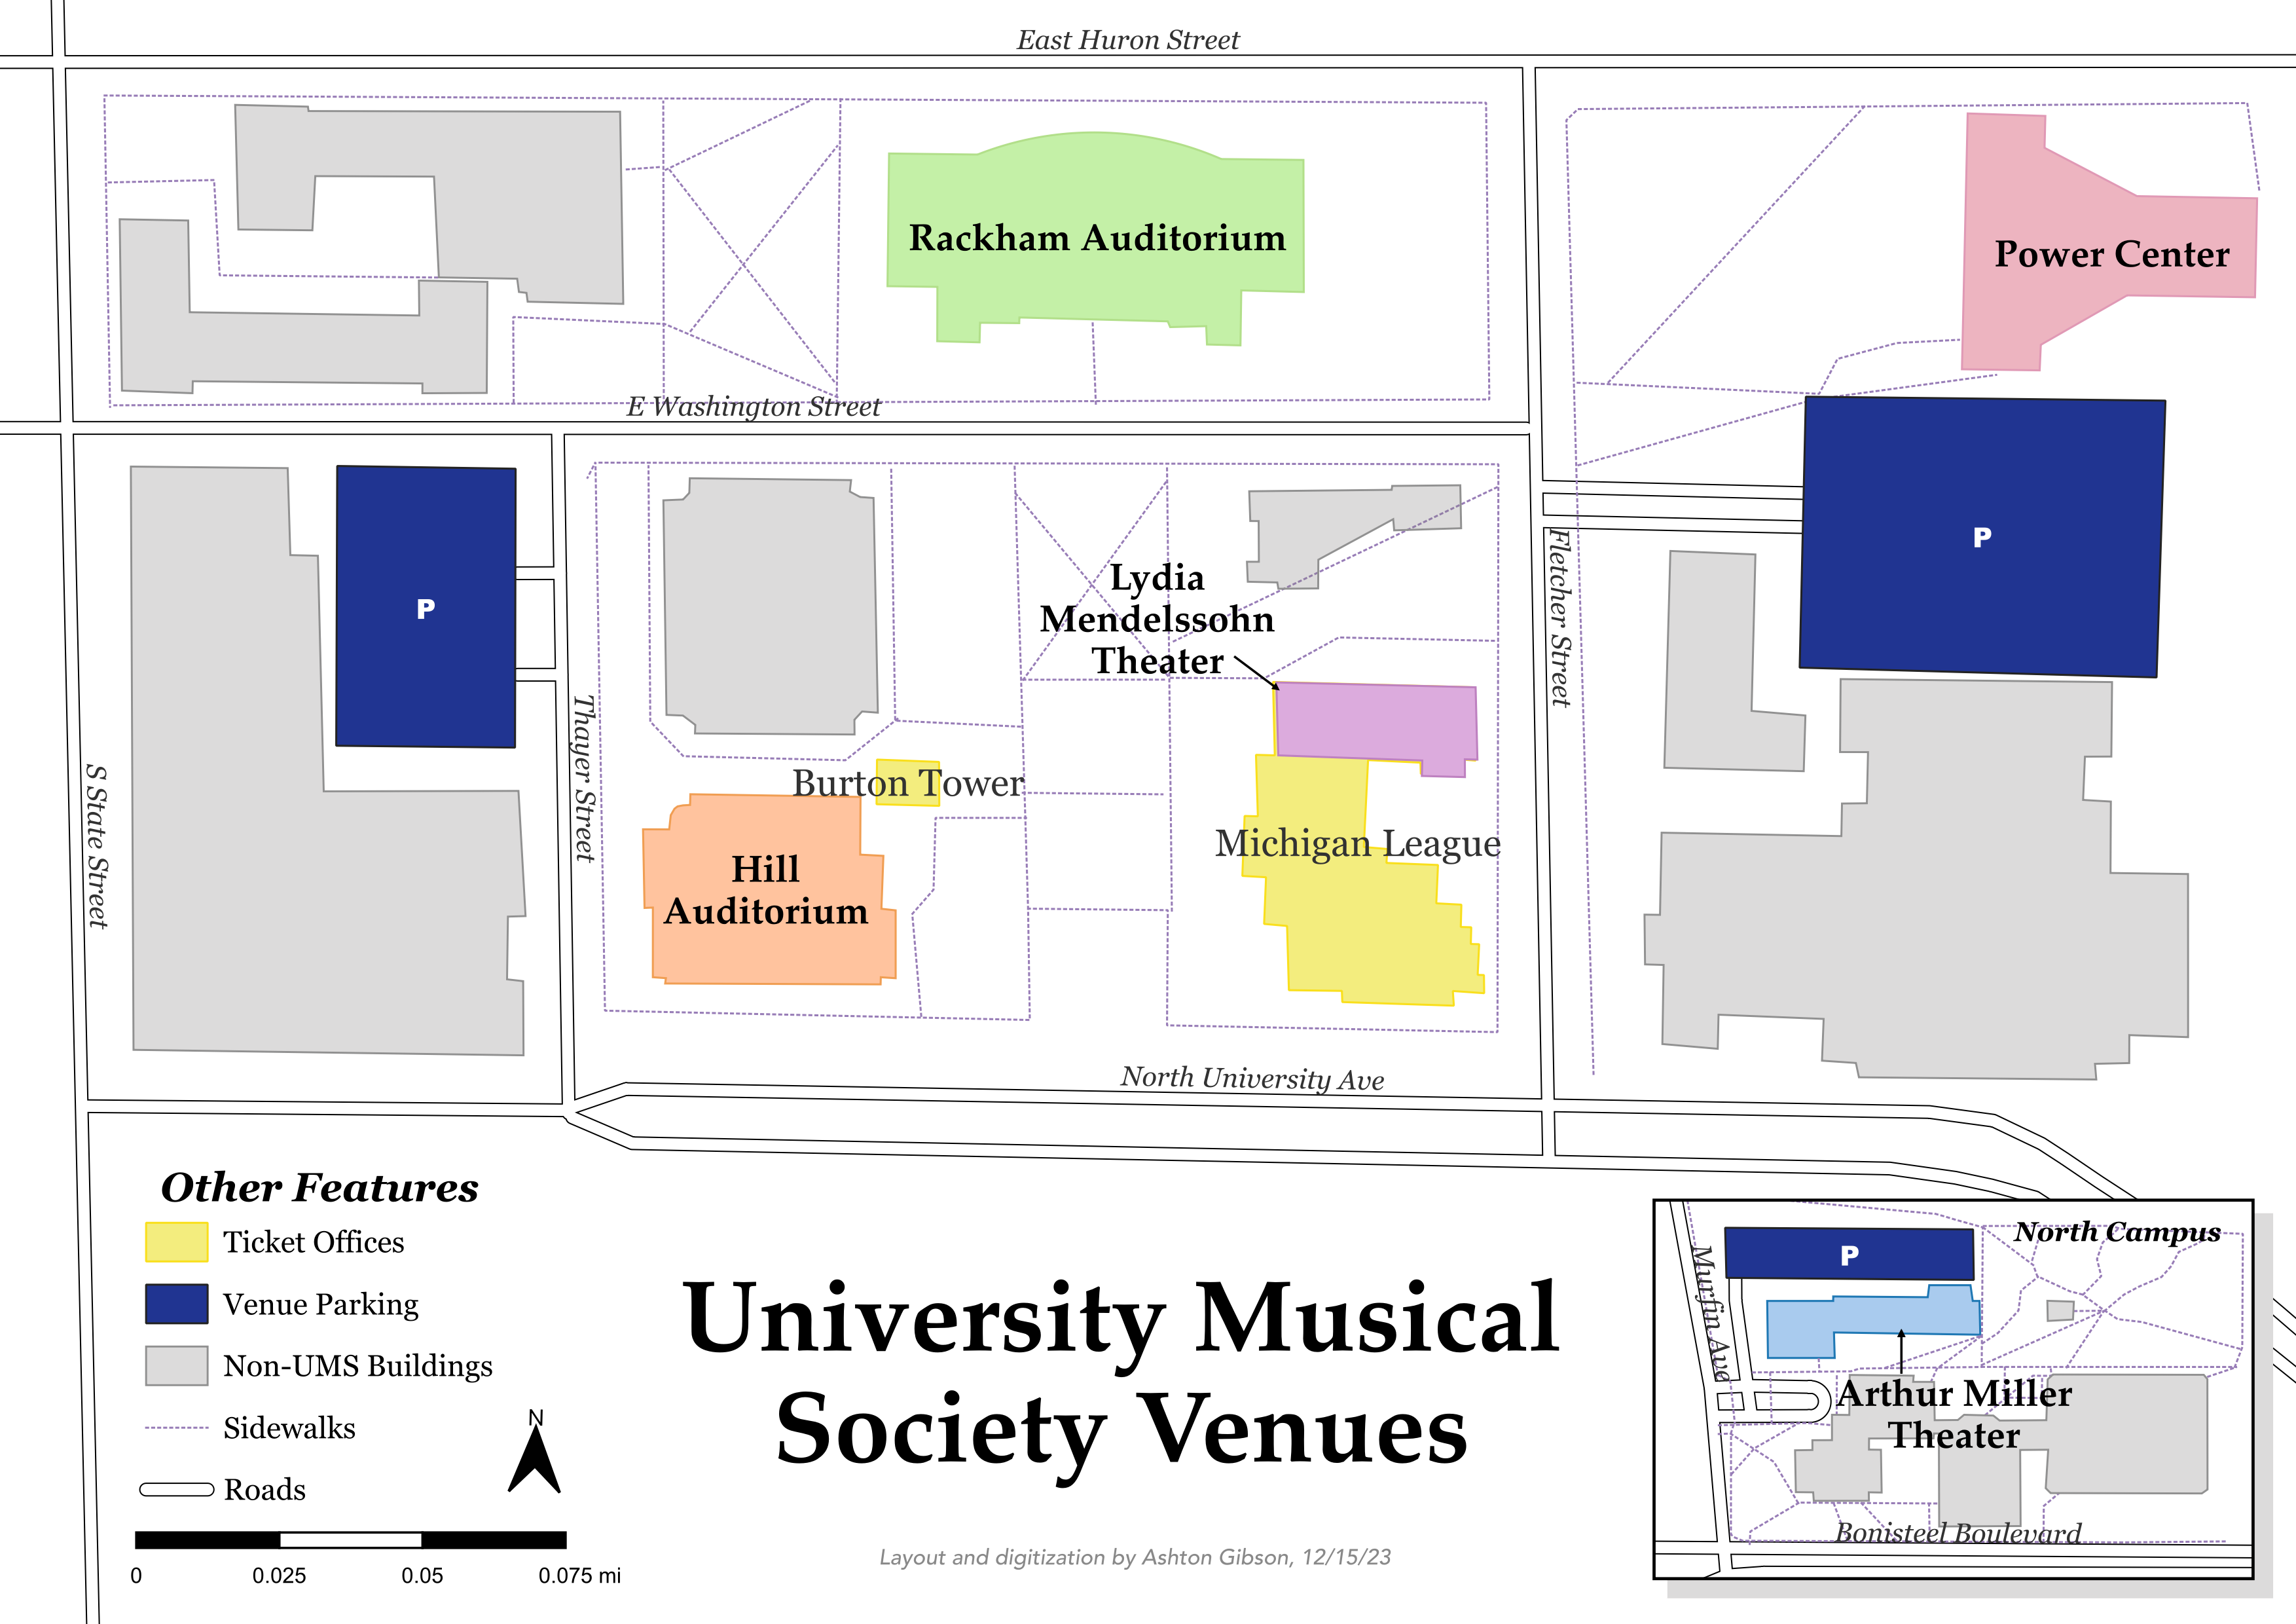 East Huron Street
Rackham Auditorium
Power Center
E Washington Street
P
P
Lydia
Mendelssohn
Theater
Fletcher Street
Thayer Street
S State Street
Burton Tower
Michigan League
Hill
Auditorium
North University Ave
Other Features
Ticket Offices
Venue Parking
Non-UMS Buildings
Sidewalks
Roads
N
0
0.025
0.05
0.075 mi
University Musical
Society Venues
Layout and digitization by Ashton Gibson, 12/15/23
North Campus
P
Murfin Ave
Arthur Miller
Theater
Bonisteel Boulevard